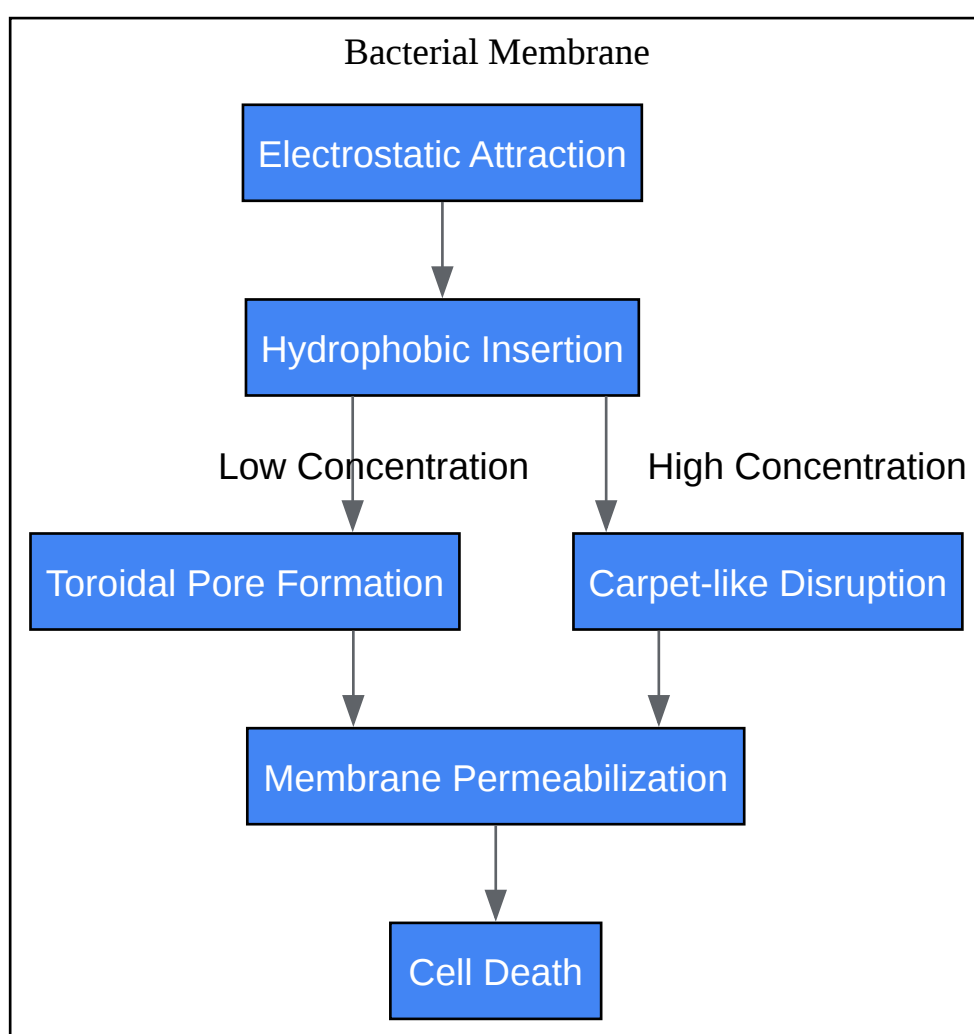 Bacterial Membrane
Electrostatic Attraction
Hydrophobic Insertion
Low Concentration
High Concentration
Toroidal Pore Formation
Carpet-like Disruption
Membrane Permeabilization
Cell Death